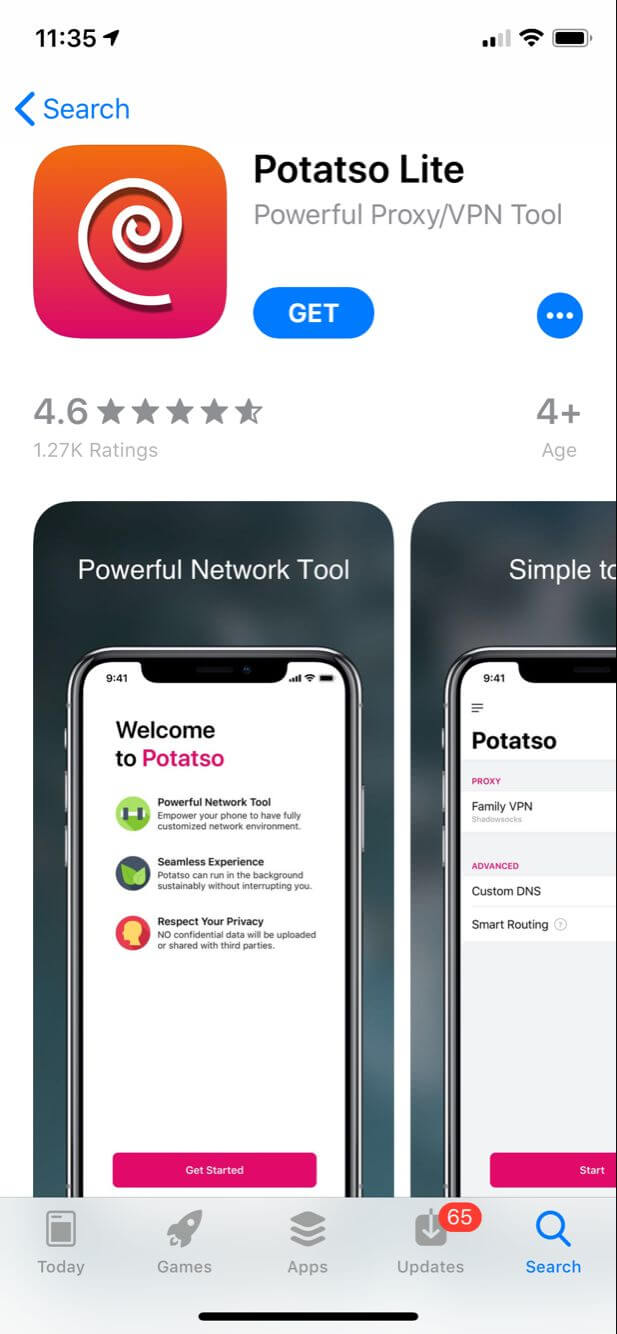 11:35
Search
Potatso Lite
Powerful Proxy/VPN Tool
GET
4.6
4+
1.27K Ratings
Age
Powerful Network Tool
9:41
Welcome
to Potatso
Powerful Network Tool
Empower your phone to have fully
customized network environment.
Seamless Experience
Potatso can run in the background
sustainably without interrupting you.
Respect Your Privacy
NO confidential data will be uploaded
or shared with third parties.
Get Started
Simple to
9:41
Potatso
PROXY
Family VPN
Shadowsocks
ADVANCED
Custom DNS
Smart Routing ?
Start
Today
Games
Apps
65
Updates
Search